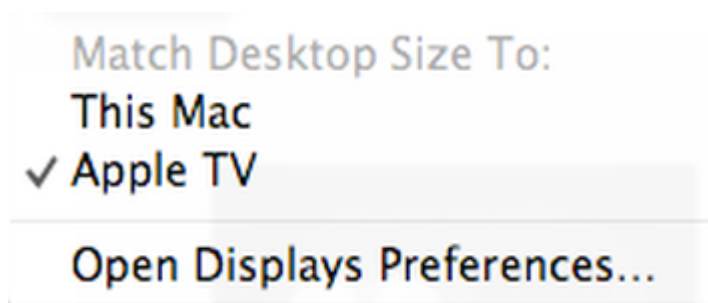 Match Desktop Size To:
This Mac
✓ Apple TV
Open Displays Preferences...